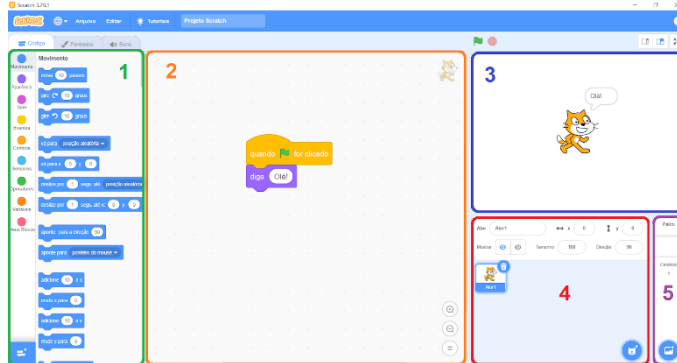 Scratch 3.29.1
SCRATCH Arquivo Editar Tutoriais Projeto Scratch
Código Fantasias Sons
Movimento
Movimento
Aparência
Som
Eventos
Controle
Sensores
Operadores
Variáveis
Meus Blocos
mova 10 passos
gire 15 graus
gire 15 graus
vá para posição aleatória
vá para x: 0 y: 0
deslize por 1 segs. até posição aleatória
deslize por 1 segs. até x: 0 y: 0
aponte para a direção 90
aponte para ponteiro do mouse
adicione 10 a x
mude x para 0
adicione 10 a y
mude y para 0
1
2
quando for clicado
diga Olá!
3
Olá!
Ator Ator1 x 0 y 0
Mostrar Tamanho 100 Direção 90
Ator1
4
Palco
Cenários
1
5